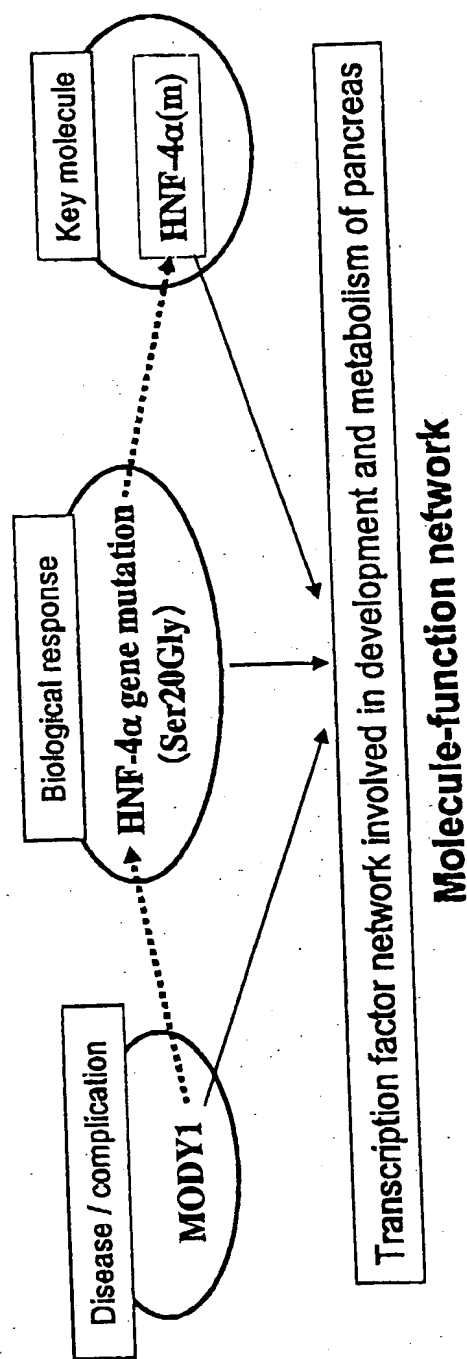 Disease / complication
MODY1
Biological response
HNF-4α gene mutation
(Ser20Gly)
Key molecule
HNF-4α(m)
Transcription factor network involved in development and metabolism of pancreas
Molecule-function network